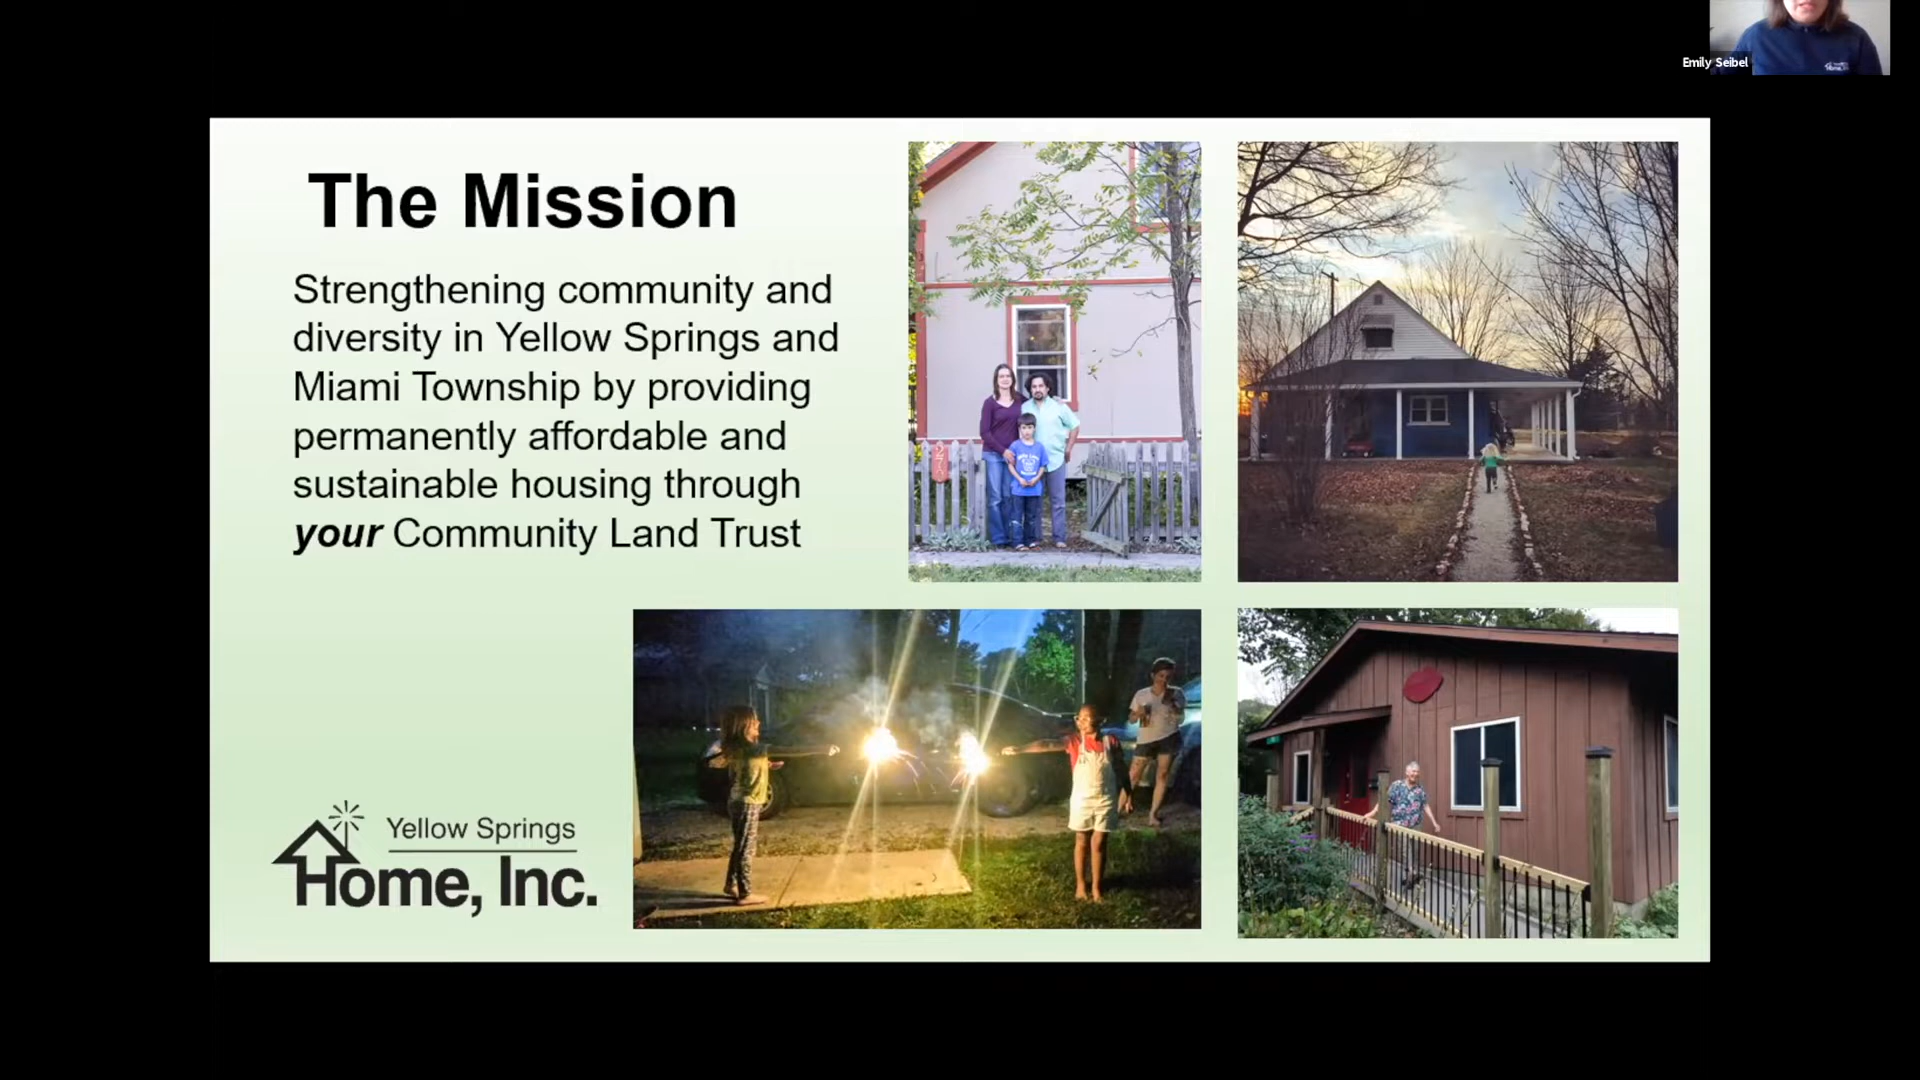 Emily Seibel
The Mission
Strengthening community and
diversity in Yellow Springs and
Miami Township by providing
permanently affordable and
sustainable housing through
your Community Land Trust
Yellow Springs
Home, Inc.